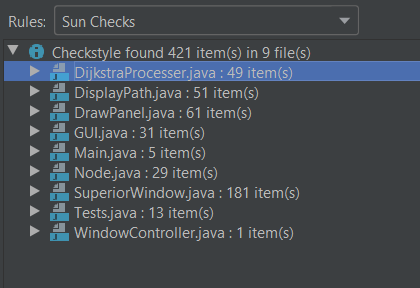 Rules: Sun Checks
Checkstyle found 421 item(s) in 9 file(s)
DijkstraProcesser.java : 49 item(s)
DisplayPath.java : 51 item(s)
DrawPanel.java : 61 item(s)
GUI.java : 31 item(s)
Main.java : 5 item(s)
Node.java : 29 item(s)
SuperiorWindow.java : 181 item(s)
Tests.java : 13 item(s)
WindowController.java : 1 item(s)